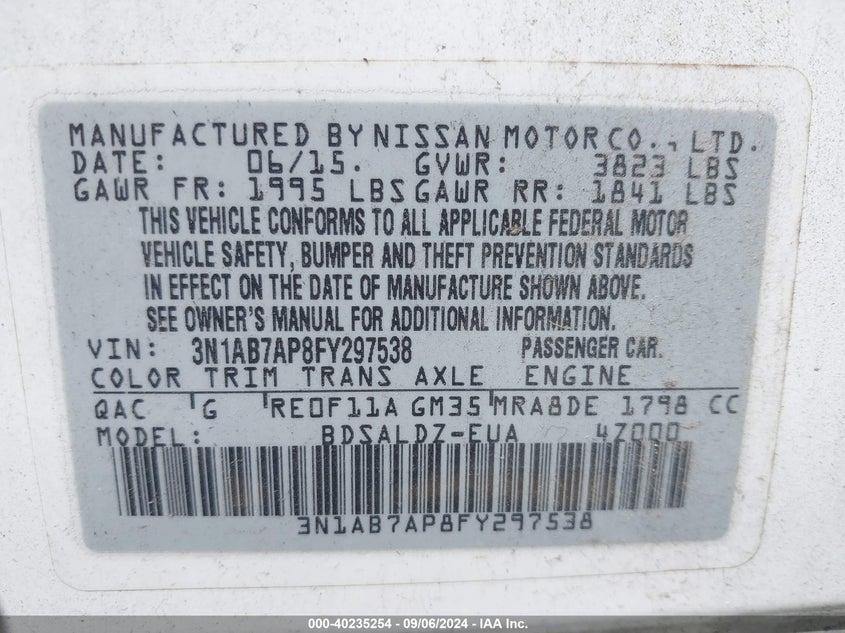 MANUFACTURED BY NISSAN MOTOR CO., LTD.
DATE: 06/15. GVWR: 3823 LBS
GAWR FR: 1995 LBS GAWR RR: 1841 LBS
THIS VEHICLE CONFORMS TO ALL APPLICABLE FEDERAL MOTOR
VEHICLE SAFETY, BUMPER AND THEFT PREVENTION STANDARDS
IN EFFECT ON THE DATE OF MANUFACTURE SHOWN ABOVE.
SEE OWNER'S MANUAL FOR ADDITIONAL INFORMATION.
VIN: 3N1AB7AP8FY297538 PASSENGER CAR.
COLOR TRIM TRANS AXLE ENGINE
QAC G RE0F11A GM35 MRA8DE 1798 CC
MODEL: BDSALDZ-EUA 4Z000
3N1AB7AP8FY297538
000-40235254 - 09/06/2024 - IAA Inc.